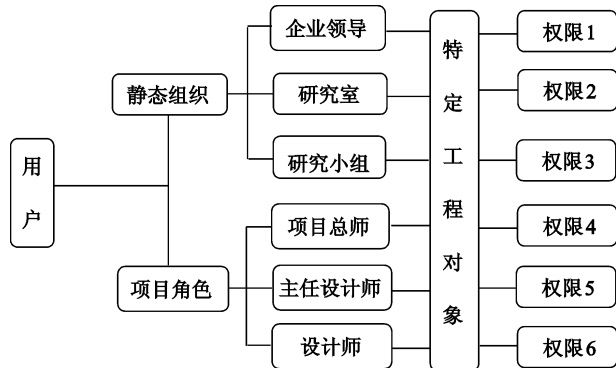 用户
静态组织
项目角色
企业领导
研究室
研究小组
项目总师
主任设计师
设计师
特定工程对象
权限1
权限2
权限3
权限4
权限5
权限6